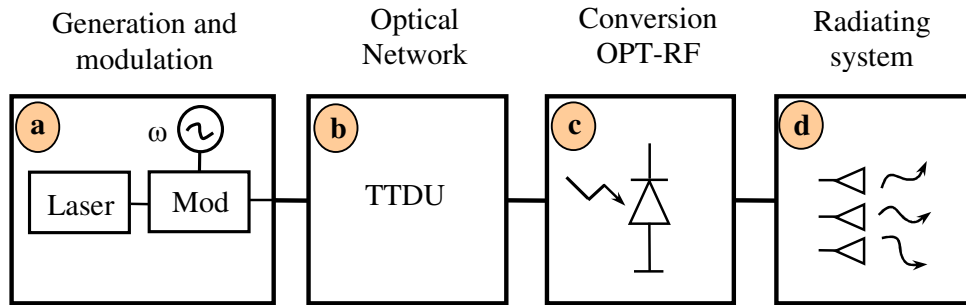 Generation and
modulation
Optical
Network
Conversion
OPT-RF
Radiating
system
a
ω
Laser
Mod
b
TTDU
c
d